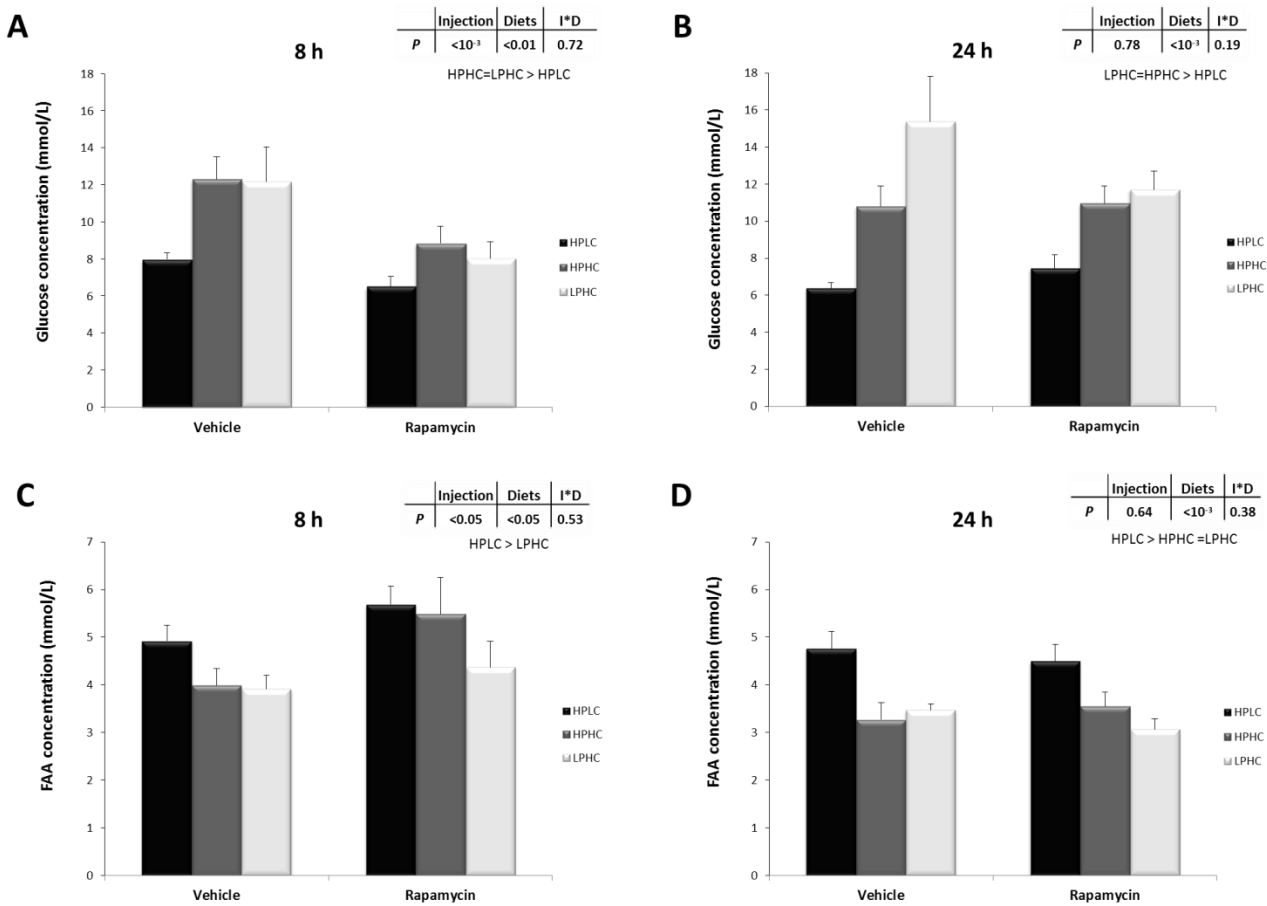 A
8 h
Injection Diets I*D
P <10⁻³ <0.01 0.72
HPHC=LPHC > HPLC
Glucose concentration (mmol/L)
18
16
14
12
10
8
6
4
2
0
Vehicle Rapamycin
HPLC
HPHC
LPHC
B
24 h
Injection Diets I*D
P 0.78 <10⁻³ 0.19
LPHC=HPHC > HPLC
Glucose concentration (mmol/L)
18
16
14
12
10
8
6
4
2
0
Vehicle Rapamycin
HPLC
HPHC
LPHC
C
8 h
Injection Diets I*D
P <0.05 <0.05 0.53
HPLC > LPHC
FAA concentration (mmol/L)
7
6
5
4
3
2
1
0
Vehicle Rapamycin
HPLC
HPHC
LPHC
D
24 h
Injection Diets I*D
P 0.64 <10⁻³ 0.38
HPLC > HPHC =LPHC
FAA concentration (mmol/L)
7
6
5
4
3
2
1
0
Vehicle Rapamycin
HPLC
HPHC
LPHC